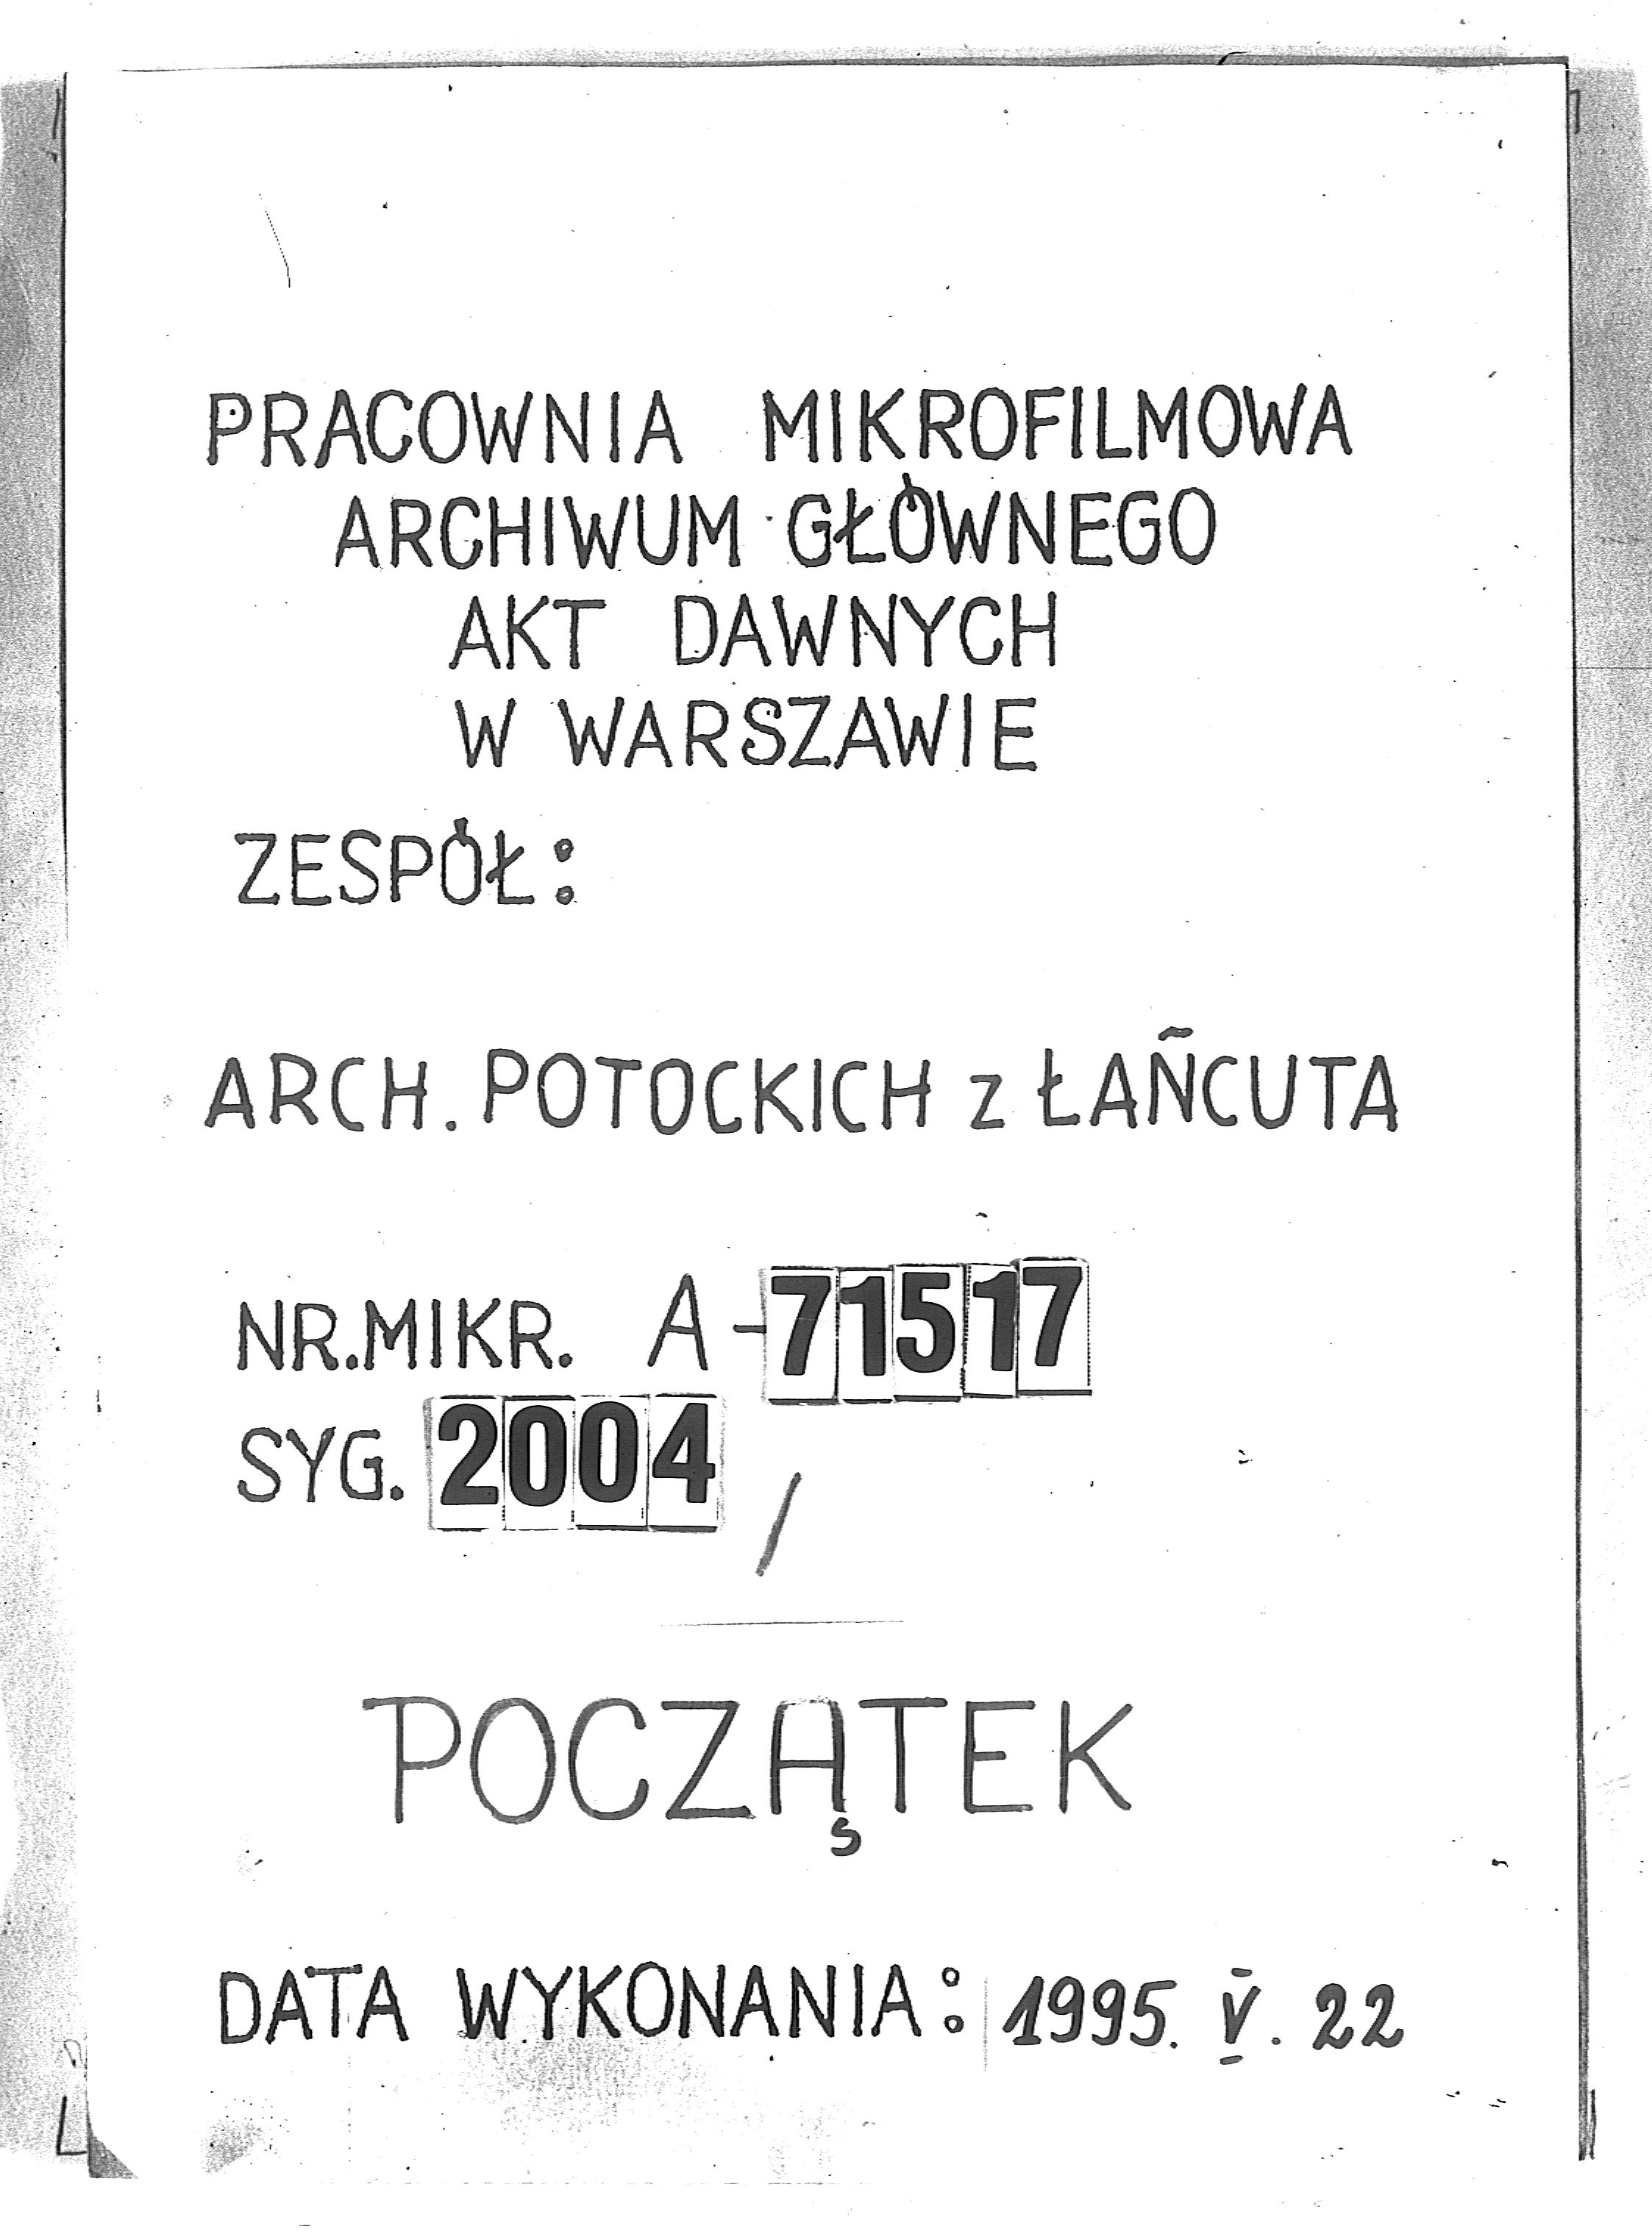 PRACOWNIA MIKROFILMOWA
ARCHIWUM GŁÓWNEGO
AKT DAWNYCH
W WARSZAWIE
ZESPÓŁ:
ARCH. POTOCKICH z ŁAŃCUTA
NR.MIKR. A-71517
SYG. 2004 /
POCZĄTEK
DATA WYKONANIA: 1995. V. 22